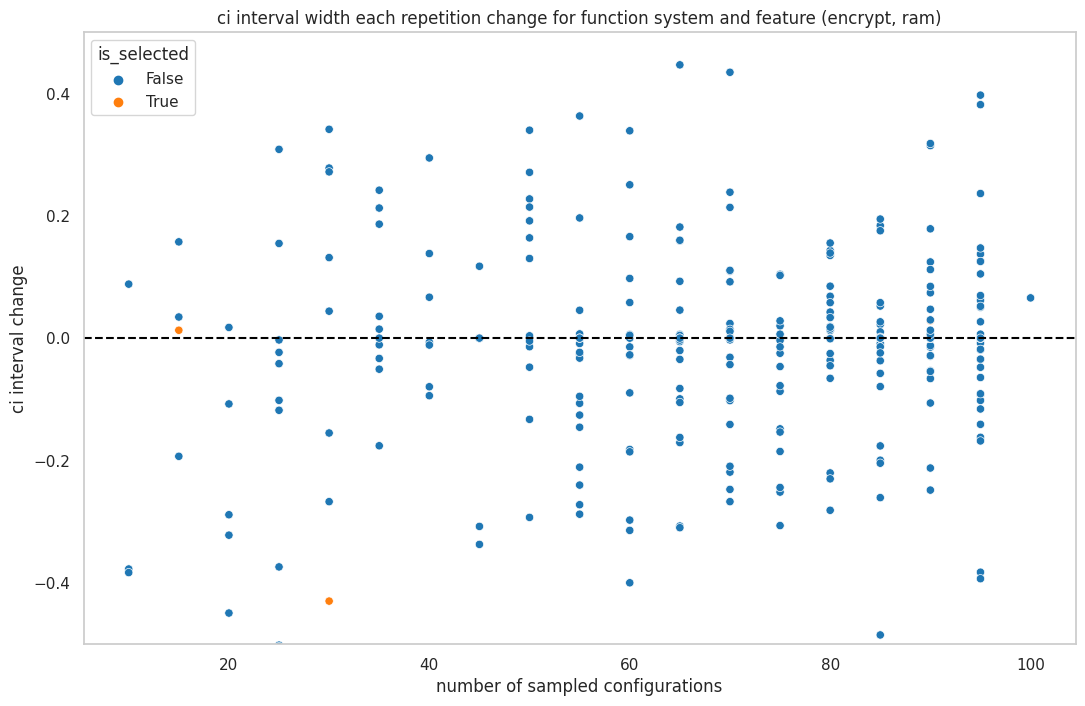 ci interval width each repetition change for function system and feature (encrypt, ram)
is_selected
False
True
ci interval change
0.4
0.2
0.0
−0.2
−0.4
20
40
60
80
100
number of sampled configurations